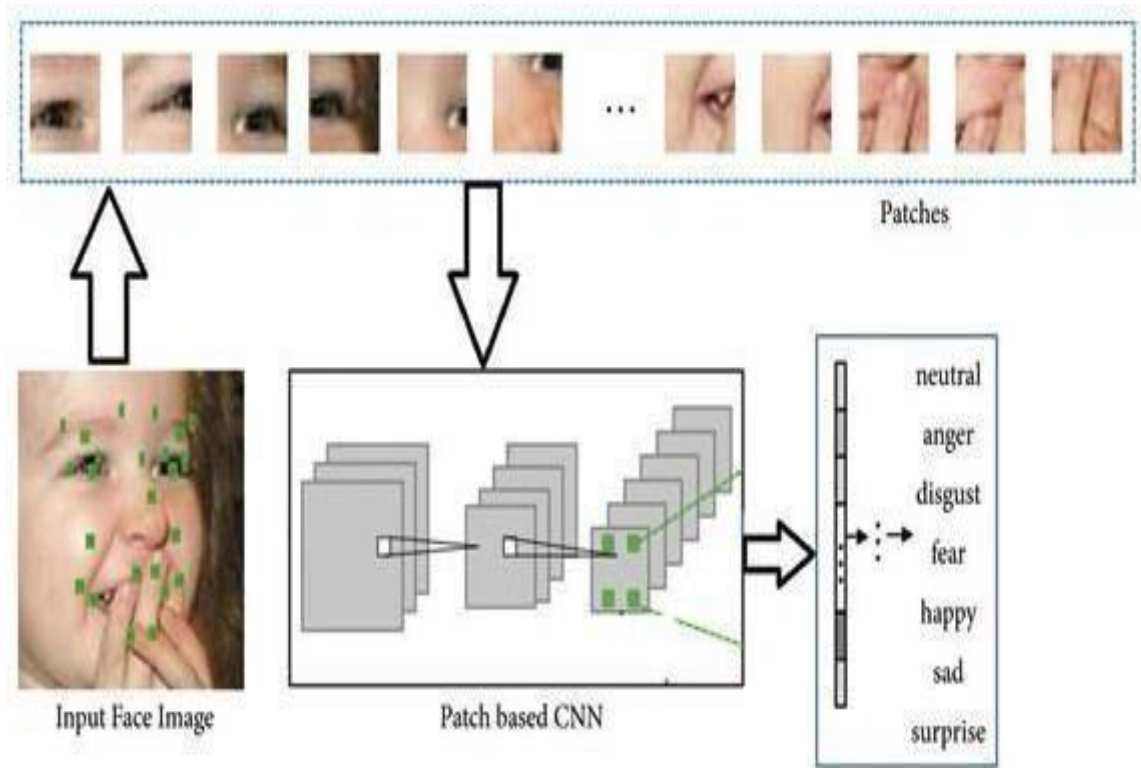 Patches
Input Face Image
Patch based CNN
neutral
anger
disgust
fear
happy
sad
surprise